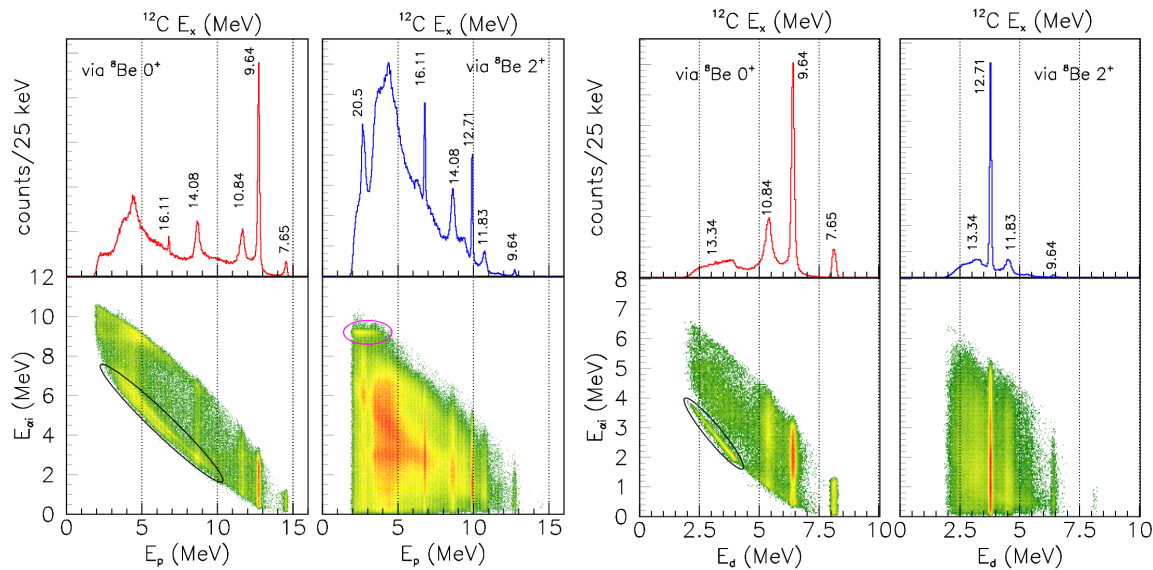 ¹²C Eₓ (MeV)
¹²C Eₓ (MeV)
¹²C Eₓ (MeV)
¹²C Eₓ (MeV)
counts/25 keV
via ⁸Be 0⁺
16.11
14.08
10.84
9.64
7.65
via ⁸Be 2⁺
20.5
16.11
14.08
12.71
11.83
9.64
counts/25 keV
via ⁸Be 0⁺
13.34
10.84
9.64
7.65
via ⁸Be 2⁺
13.34
12.71
11.83
9.64
E_αi (MeV)
12
10
8
6
4
2
0
0 5 10 15
E_p (MeV)
0 5 10 15
E_p (MeV)
E_αi (MeV)
8
7
6
5
4
3
2
1
0
0 2.5 5 7.5 10
E_d (MeV)
0 2.5 5 7.5 10
E_d (MeV)